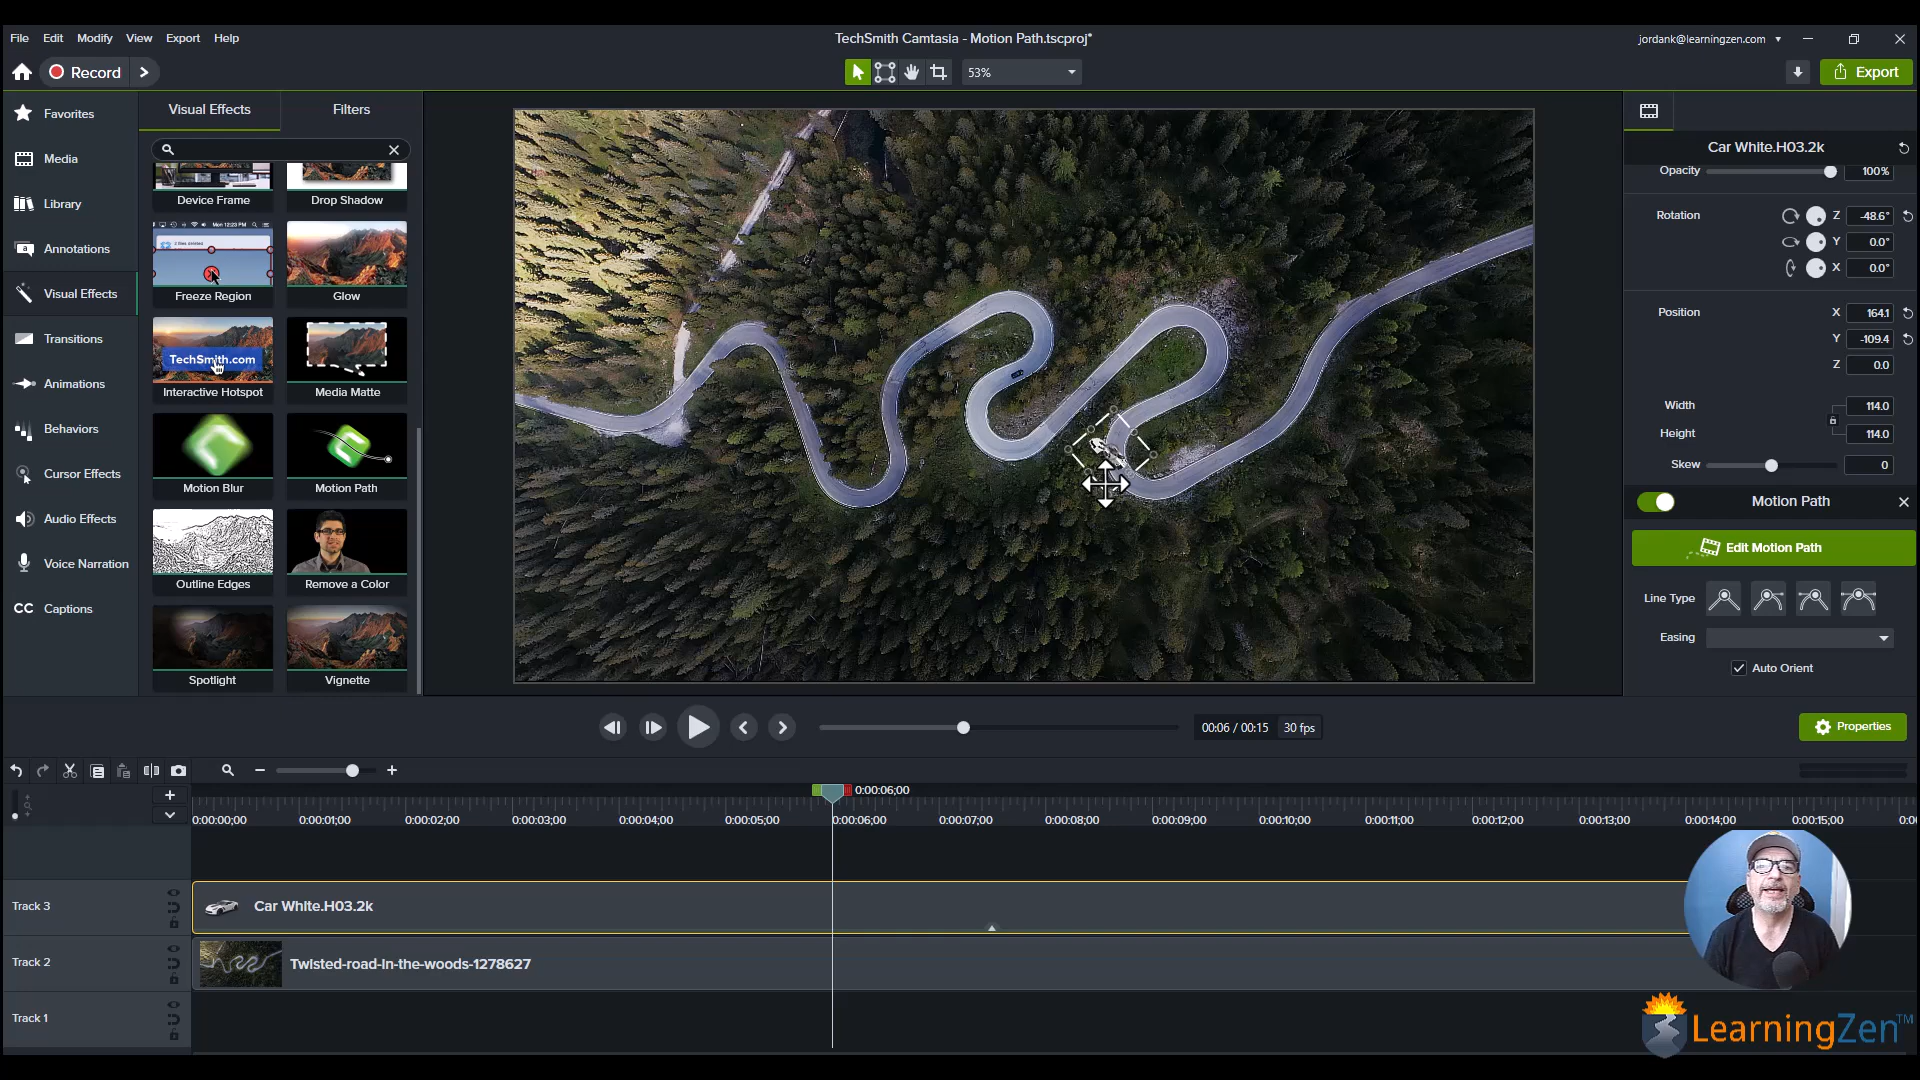 File Edit Modify View Export Help
TechSmith Camtasia - Motion Path.tscproj*
jordank@learningzen.com
Record
53%
Export
Favorites
Media
Library
Annotations
Visual Effects
Transitions
Animations
Behaviors
Cursor Effects
Audio Effects
Voice Narration
CC Captions
Visual Effects Filters
Device Frame Drop Shadow
Freeze Region Glow
TechSmith.com
Interactive Hotspot Media Matte
Motion Blur Motion Path
Outline Edges Remove a Color
Spotlight Vignette
Car White.H03.2k
Opacity 100%
Rotation Z -48.6°
Y 0.0°
X 0.0°
Position X 164.1
Y -109.4
Z 0.0
Width 114.0
Height 114.0
Skew 0
Motion Path
Edit Motion Path
Line Type
Easing
Auto Orient
00:06 / 00:15 30 fps
Properties
0:00:06;00
0:00:00;00 0:00:01;00 0:00:02;00 0:00:03;00 0:00:04;00 0:00:05;00 0:00:06;00 0:00:07;00 0:00:08;00 0:00:09;00 0:00:10;00 0:00:11;00 0:00:12;00 0:00:13;00 0:00:14;00 0:00:15;00
Track 3 Car White.H03.2k
Track 2 Twisted-road-in-the-woods-1278627
Track 1
LearningZen™